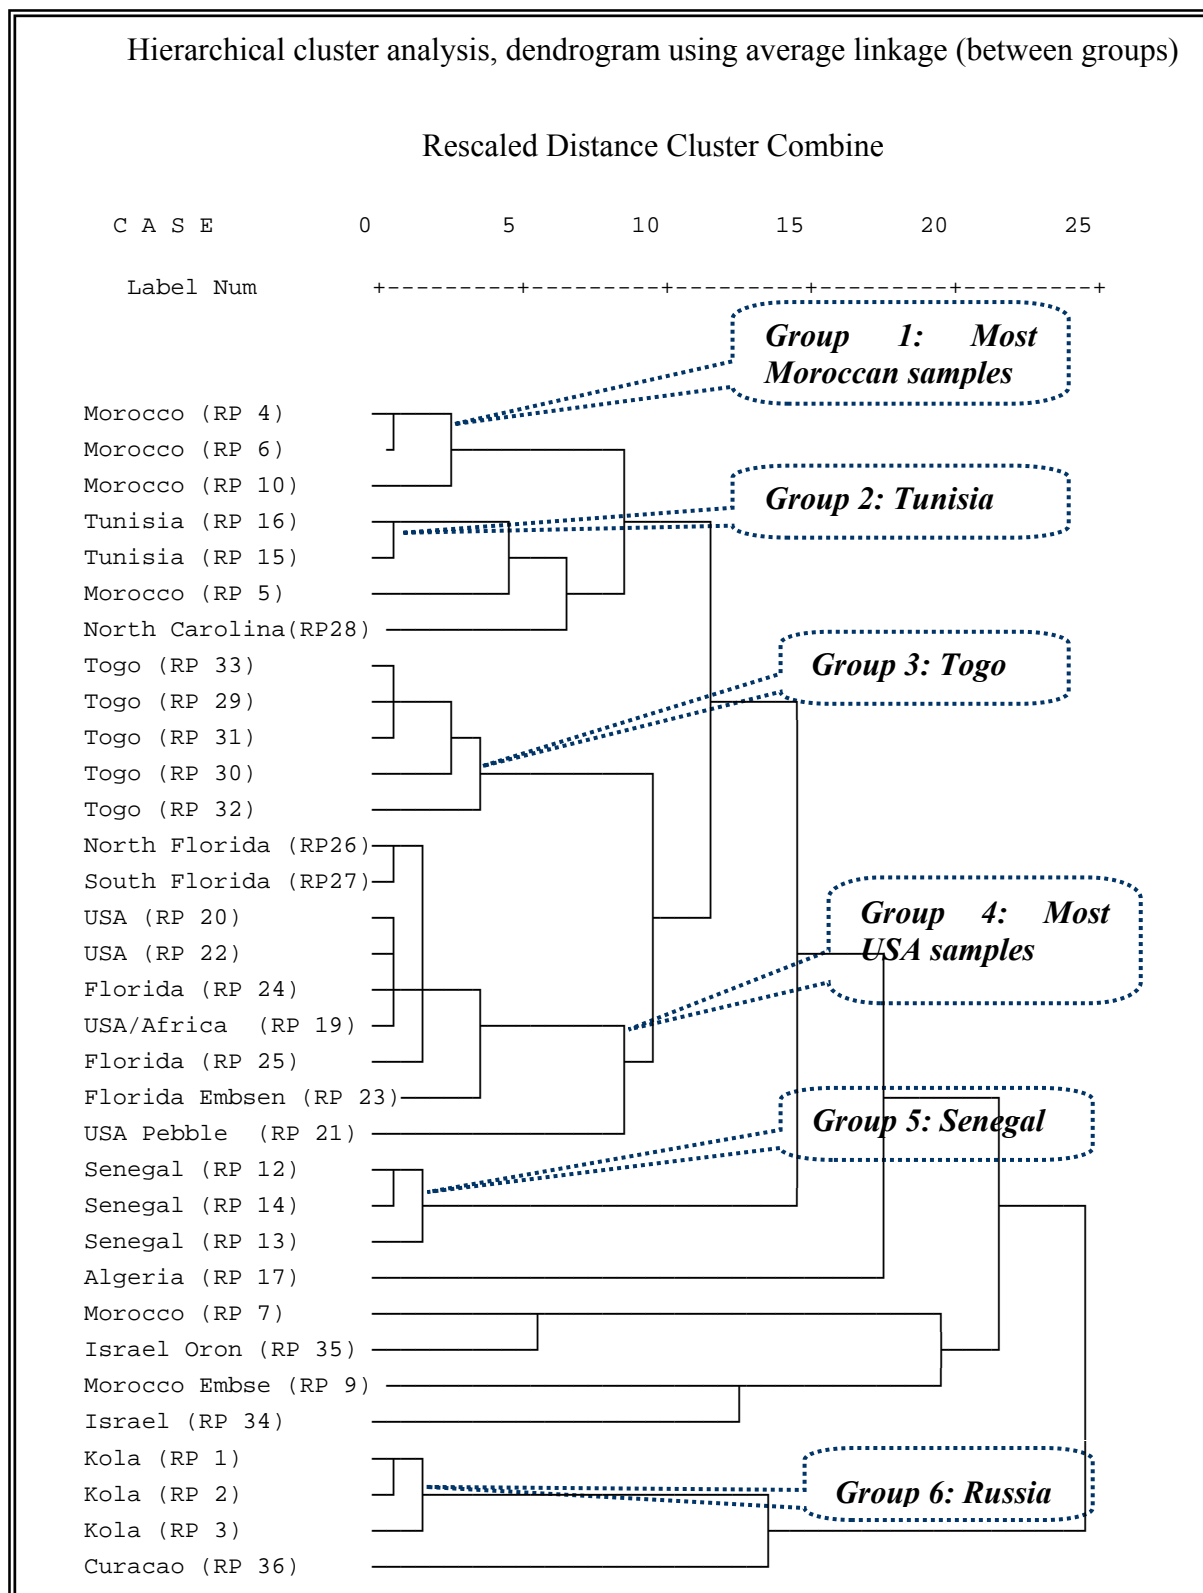 Hierarchical cluster analysis, dendrogram using average linkage (between groups)
Rescaled Distance Cluster Combine
C A S E 0 5 10 15 20 25
Label Num +---------+---------+---------+---------+---------+
Group 1: Most
Moroccan samples
Morocco (RP 4)
Morocco (RP 6)
Morocco (RP 10)
Group 2: Tunisia
Tunisia (RP 16)
Tunisia (RP 15)
Morocco (RP 5)
North Carolina(RP28)
Togo (RP 33)
Group 3: Togo
Togo (RP 29)
Togo (RP 31)
Togo (RP 30)
Togo (RP 32)
North Florida (RP26)
South Florida (RP27)
USA (RP 20)
Group 4: Most
USA samples
USA (RP 22)
Florida (RP 24)
USA/Africa (RP 19)
Florida (RP 25)
Florida Embsen (RP 23)
USA Pebble (RP 21)
Group 5: Senegal
Senegal (RP 12)
Senegal (RP 14)
Senegal (RP 13)
Algeria (RP 17)
Morocco (RP 7)
Israel Oron (RP 35)
Morocco Embse (RP 9)
Israel (RP 34)
Kola (RP 1)
Kola (RP 2)
Group 6: Russia
Kola (RP 3)
Curacao (RP 36)